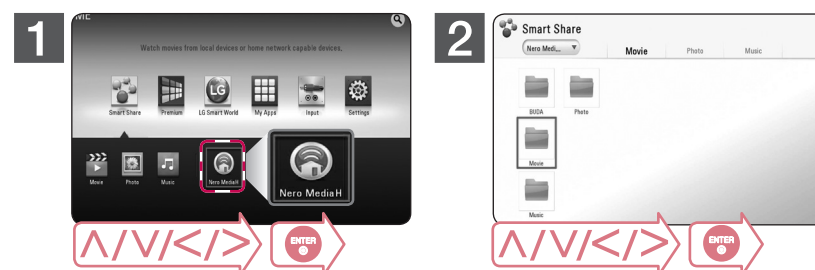 1
Watch movies from local devices or home network capable devices.
Smart Share Premium LG Smart World My Apps Input Settings
LG
Movie Photo Music Nero MediaH
Nero MediaH
Λ/V/</> ENTER
2
Smart Share
Nero Medi... Movie Photo Music
BUDA Photo
Movie
Music
Λ/V/</> ENTER